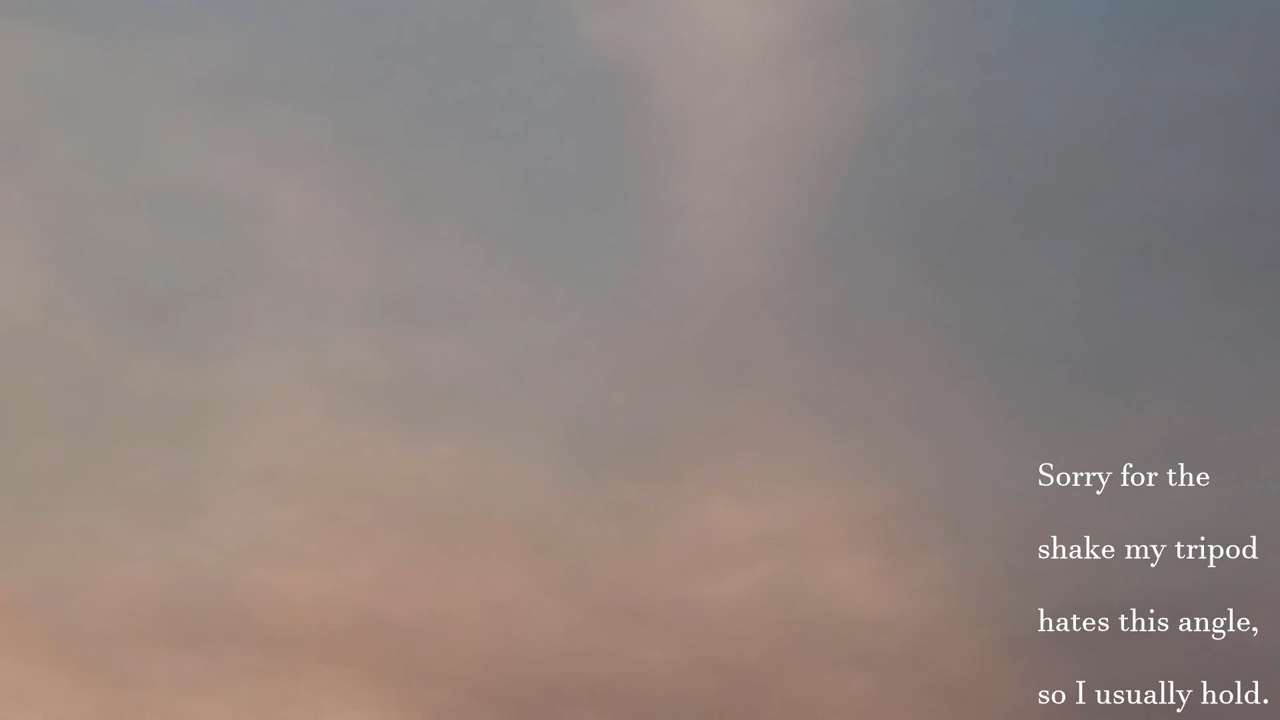 Sorry for the
shake my tripod
hates this angle,
so I usually hold.